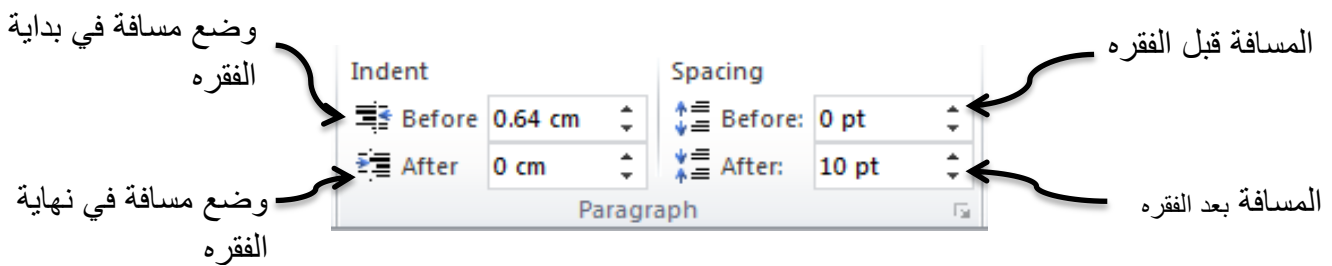 وضع مسافة في بداية
الفقره
المسافة قبل الفقره
Indent
Spacing
Before 0.64 cm
Before: 0 pt
After 0 cm
After: 10 pt
وضع مسافة في نهاية
الفقره
المسافة بعد الفقره
Paragraph